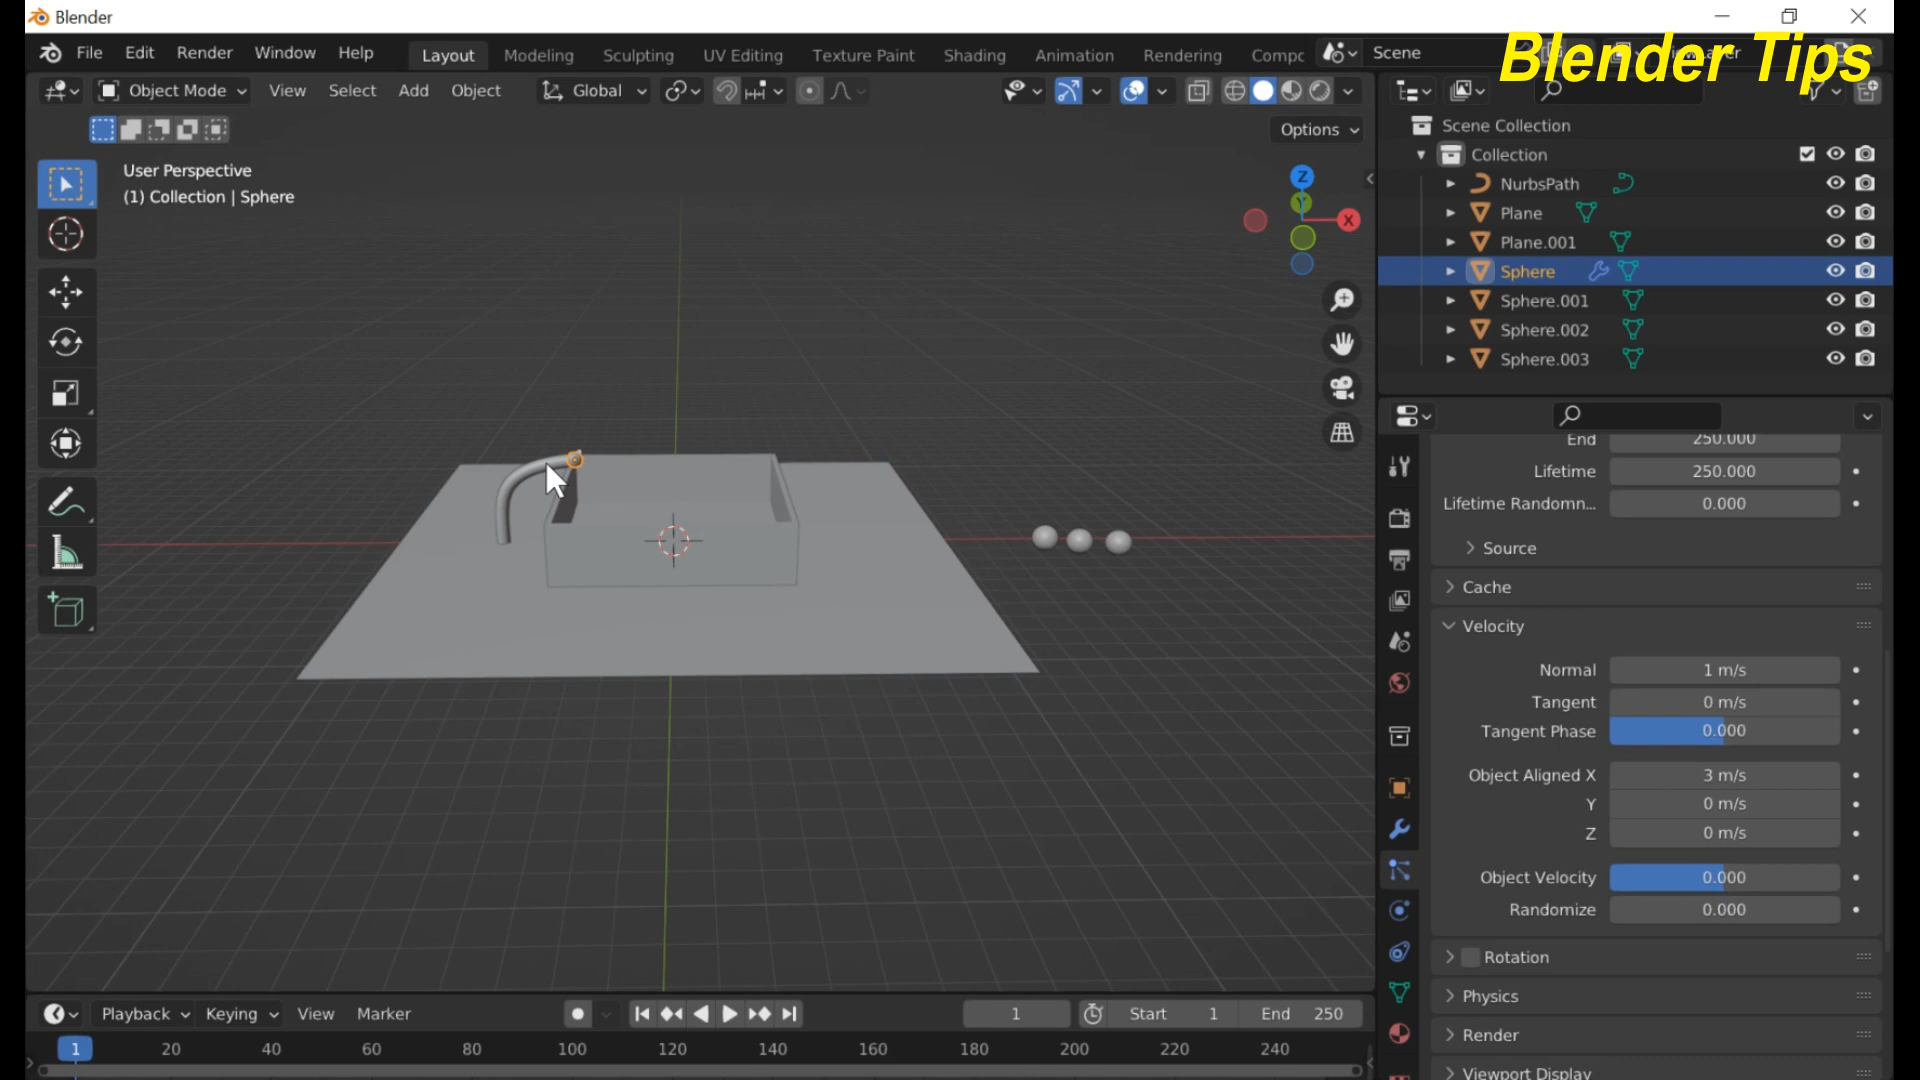 Blender
File Edit Render Window Help Layout Modeling Sculpting UV Editing Texture Paint Shading Animation Rendering Compc Scene
Blender Tips
Object Mode View Select Add Object Global
Options
User Perspective
(1) Collection | Sphere
Z
Y
X
Scene Collection
Collection
NurbsPath
Plane
Plane.001
Sphere
Sphere.001
Sphere.002
Sphere.003
End 250.000
Lifetime 250.000
Lifetime Randomn... 0.000
Source
Cache
Velocity
Normal 1 m/s
Tangent 0 m/s
Tangent Phase 0.000
Object Aligned X 3 m/s
Y 0 m/s
Z 0 m/s
Object Velocity 0.000
Randomize 0.000
Rotation
Physics
Render
Viewport Display
Playback Keying View Marker 1 Start 1 End 250
1 20 40 60 80 100 120 140 160 180 200 220 240